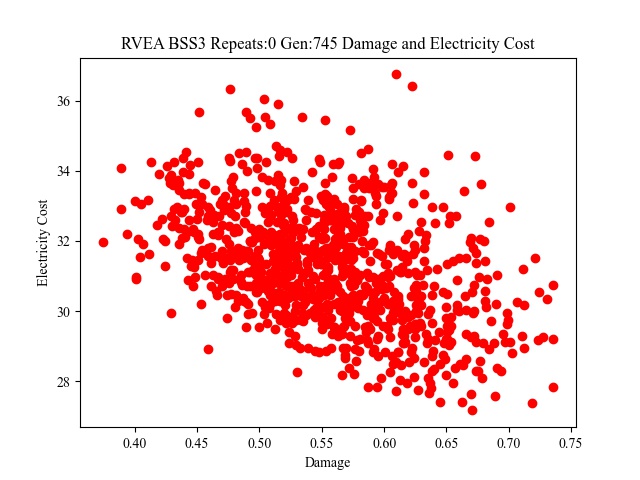 RVEA BSS3 Repeats:0 Gen:745 Damage and Electricity Cost
36
34
32
30
28
Electricity Cost
0.40 0.45 0.50 0.55 0.60 0.65 0.70 0.75
Damage